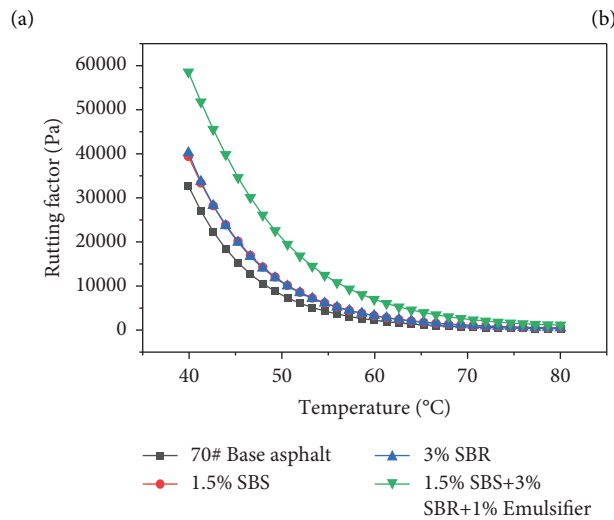 (a)
(b)
60000
50000
40000
30000
20000
10000
0
Rutting factor (Pa)
40
50
60
70
80
Temperature (°C)
70# Base asphalt
3% SBR
1.5% SBS
1.5% SBS+3%
SBR+1% Emulsifier